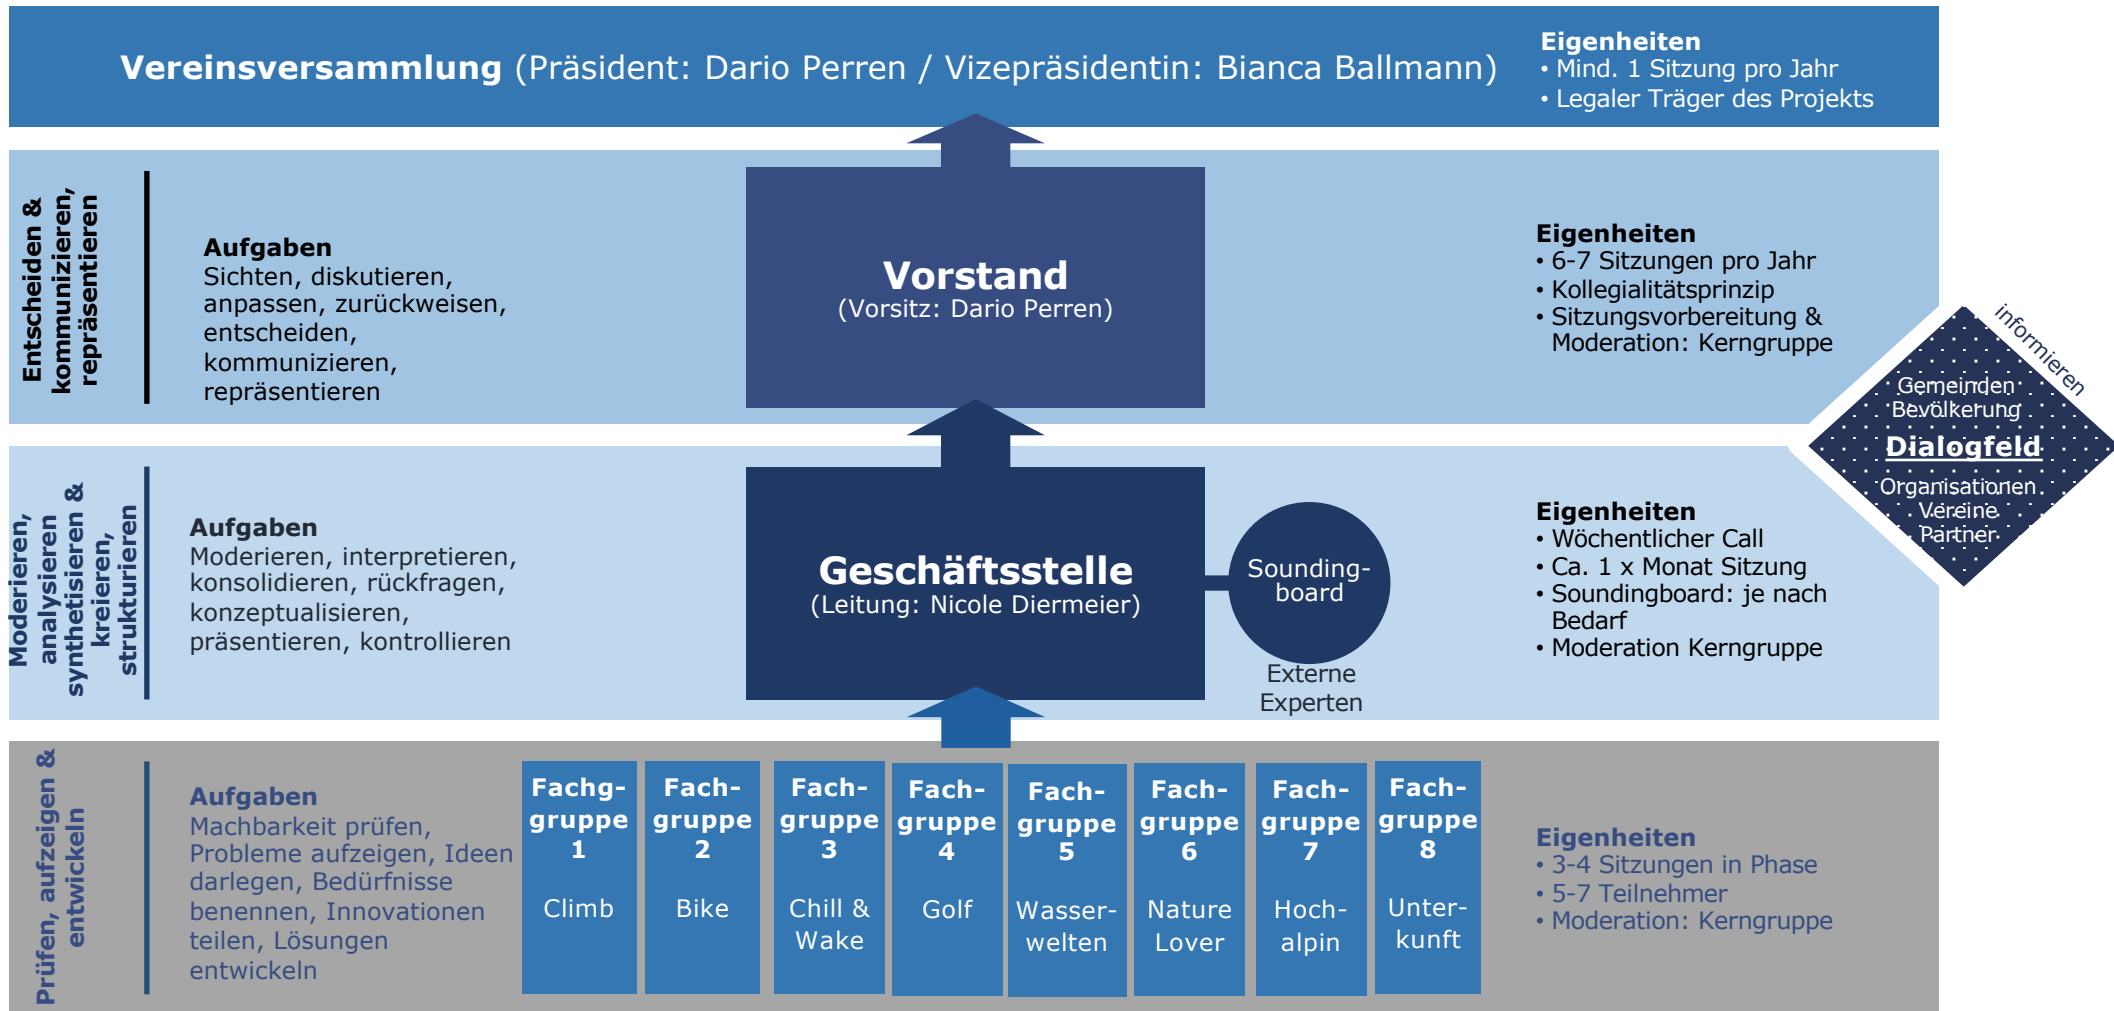 Vereinsversammlung (Präsident: Dario Perren / Vizepräsidentin: Bianca Ballmann)
Eigenheiten
• Mind. 1 Sitzung pro Jahr
• Legaler Träger des Projekts
Entscheiden &
kommunizieren,
repräsentieren
Aufgaben
Sichten, diskutieren,
anpassen, zurückweisen,
entscheiden,
kommunizieren,
repräsentieren
Vorstand
(Vorsitz: Dario Perren)
Eigenheiten
• 6-7 Sitzungen pro Jahr
• Kollegialitätsprinzip
• Sitzungsvorbereitung &
Moderation: Kerngruppe
informieren
Gemeinden
Bevölkerung
Dialogfeld
Organisationen
Vereine
Partner
Moderieren,
analysieren
synthetisieren &
kreieren,
strukturieren
Aufgaben
Moderieren, interpretieren,
konsolidieren, rückfragen,
konzeptualisieren,
präsentieren, kontrollieren
Geschäftsstelle
(Leitung: Nicole Diermeier)
Sounding-
board
Externe
Experten
Eigenheiten
• Wöchentlicher Call
• Ca. 1 x Monat Sitzung
• Soundingboard: je nach
Bedarf
• Moderation Kerngruppe
Prüfen, aufzeigen &
entwickeln
Aufgaben
Machbarkeit prüfen,
Probleme aufzeigen, Ideen
darlegen, Bedürfnisse
benennen, Innovationen
teilen, Lösungen
entwickeln
Fachg-
gruppe
1
Climb
Fach-
gruppe
2
Bike
Fach-
gruppe
3
Chill &
Wake
Fach-
gruppe
4
Golf
Fach-
gruppe
5
Wasser-
welten
Fach-
gruppe
6
Nature
Lover
Fach-
gruppe
7
Hoch-
alpin
Fach-
gruppe
8
Unter-
kunft
Eigenheiten
• 3-4 Sitzungen in Phase
• 5-7 Teilnehmer
• Moderation: Kerngruppe